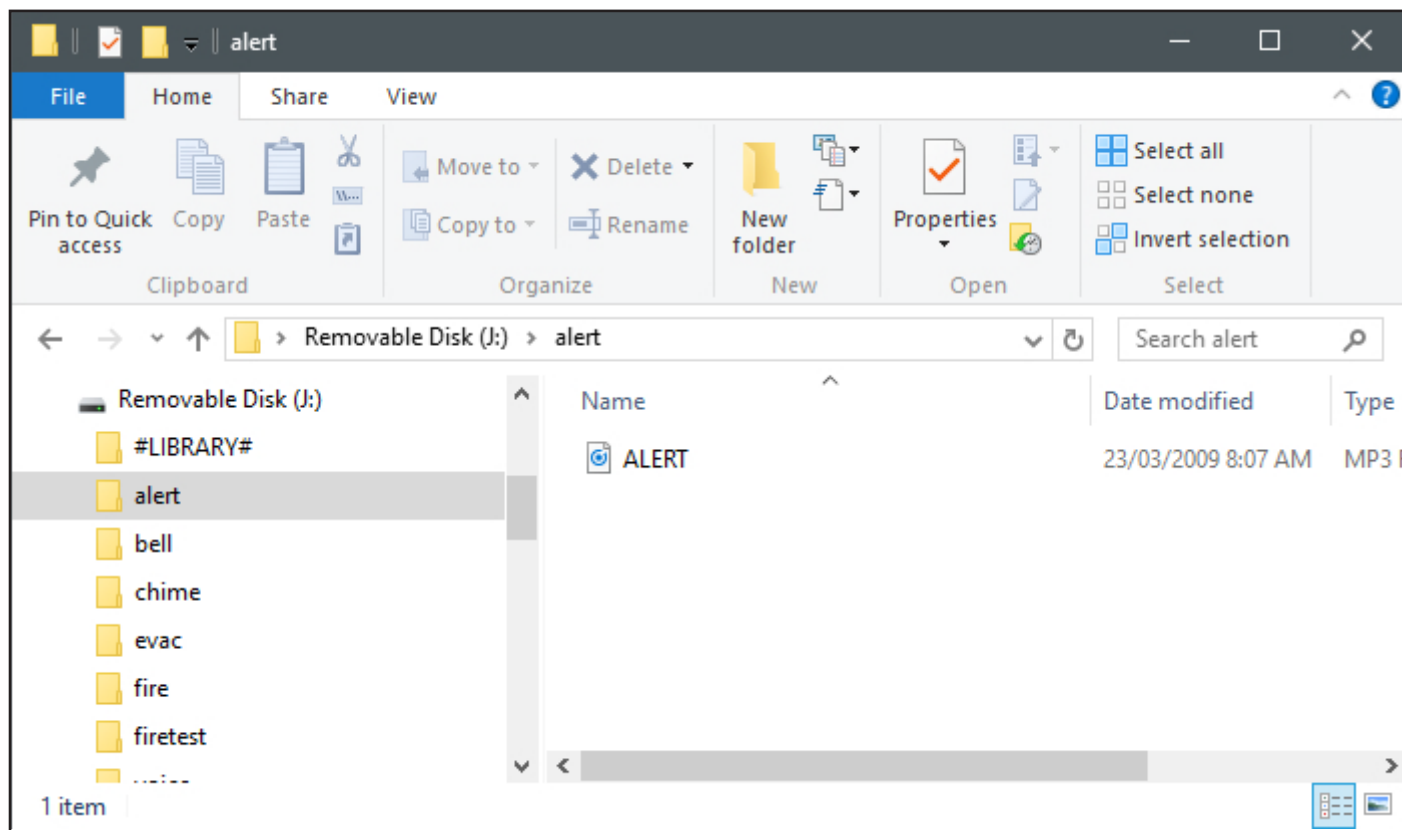 alert
File Home Share View
Pin to Quick access
Copy
Paste
Move to
Copy to
Delete
Rename
New folder
Properties
Select all
Select none
Invert selection
Clipboard Organize New Open Select
Removable Disk (J:) > alert
Search alert
Removable Disk (J:)
#LIBRARY#
alert
bell
chime
evac
fire
firetest
Name Date modified Type
ALERT 23/03/2009 8:07 AM MP3
1 item